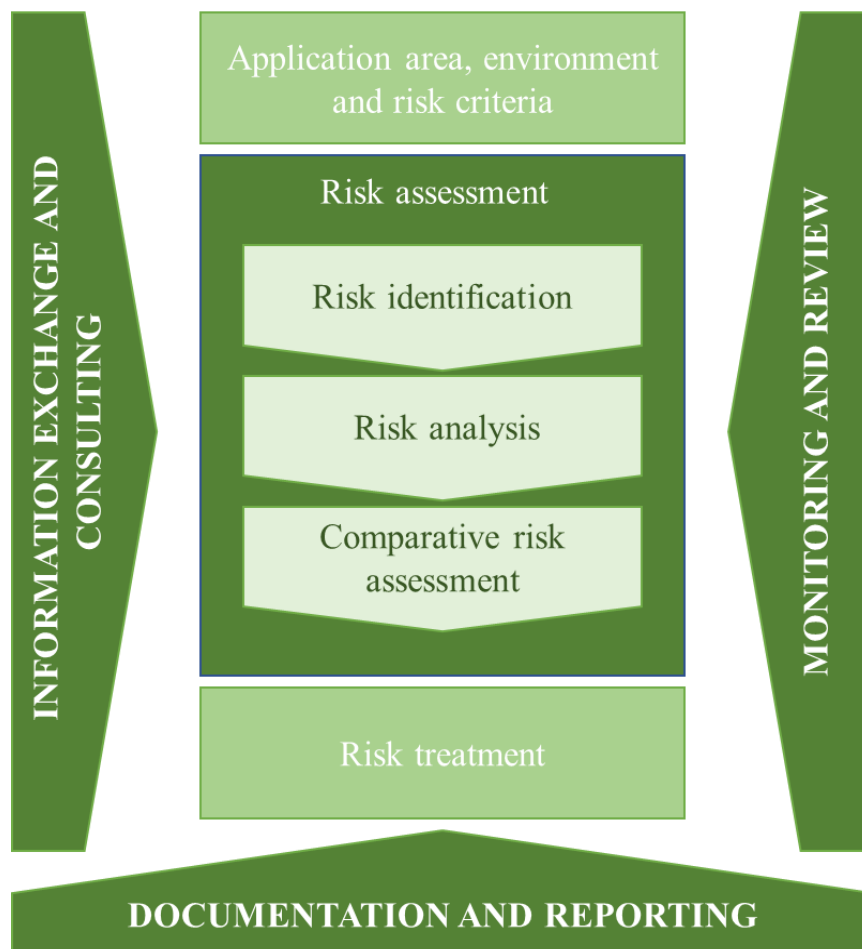 Application area, environment
and risk criteria
Risk assessment
Risk identification
Risk analysis
Comparative risk
assessment
Risk treatment
INFORMATION EXCHANGE AND
CONSULTING
MONITORING AND REVIEW
DOCUMENTATION AND REPORTING